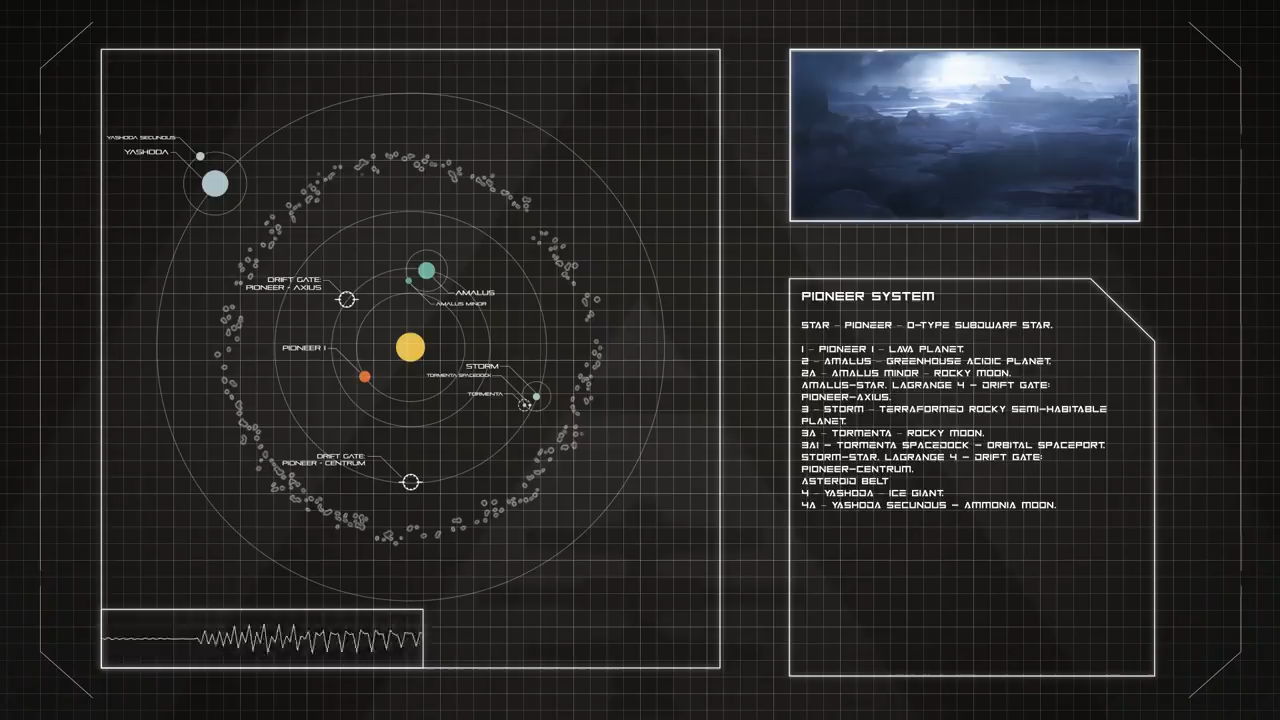 YASHODA SECUNDUS
YASHODA
DRIFT GATE:
PIONEER - AXIUS
AMALUS
AMALUS MINOR
PIONEER 1
STORM
TORMENTA SPACEDOCK
TORMENTA
DRIFT GATE:
PIONEER - CENTRUM
PIONEER SYSTEM
STAR - PIONEER - O-TYPE SUBDWARF STAR.
1 - PIONEER 1 - LAVA PLANET.
2 - AMALUS - GREENHOUSE ACIDIC PLANET.
2A - AMALUS MINOR - ROCKY MOON.
AMALUS-STAR. LAGRANGE 4 - DRIFT GATE:
PIONEER-AXIUS.
3 - STORM - TERRAFORMED ROCKY SEMI-HABITABLE
PLANET.
3A - TORMENTA - ROCKY MOON.
3A1 - TORMENTA SPACEDOCK - ORBITAL SPACEPORT.
STORM-STAR. LAGRANGE 4 - DRIFT GATE:
PIONEER-CENTRUM.
ASTEROID BELT
4 - YASHODA - ICE GIANT.
4A - YASHODA SECUNDUS - AMMONIA MOON.